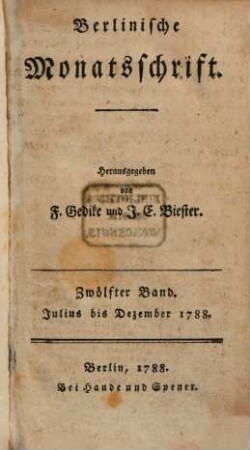 Berlinische
Monatsschrift.
Herausgegeben
von
F. Gedike und J. E. Biester.
Zwölfter Band.
Julius bis Dezember 1788.
Berlin, 1788.
Bei Haude und Spener.